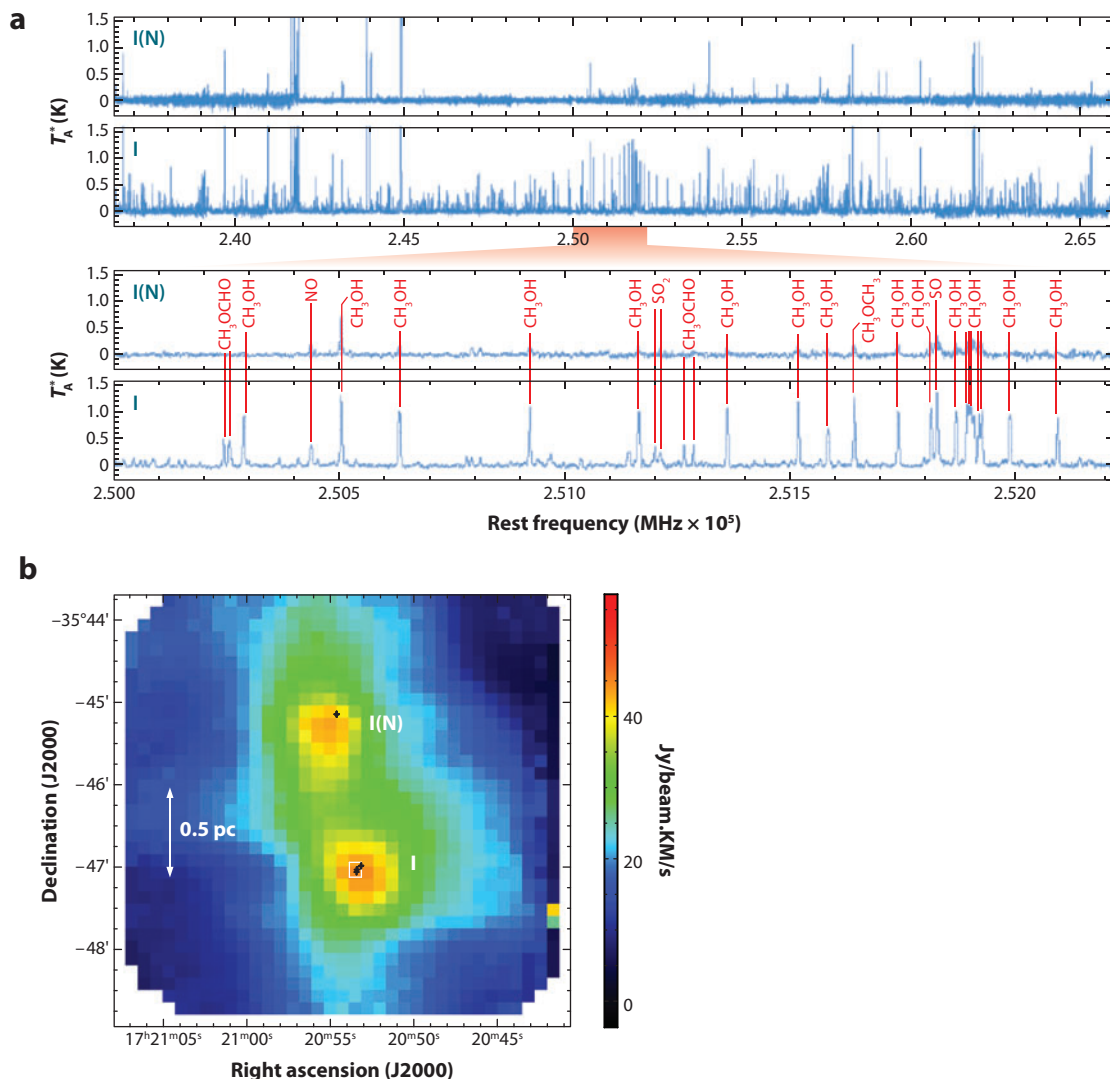 a
I(N)
1.5
1.0
0.5
0
T*A (K)
I
1.5
1.0
0.5
0
2.40 2.45 2.50 2.55 2.60 2.65
I(N)
1.5
1.0
0.5
0
CH3OCHO CH3OH NO CH3OH CH3OH CH3OH CH3OH SO2 CH3OCHO CH3OH CH3OH CH3OH CH3OCH3 CH3OH CH3OH SO CH3OH CH3OH CH3OH CH3OH
T*A (K)
I
1.5
1.0
0.5
0
2.500 2.505 2.510 2.515 2.520
Rest frequency (MHz × 10⁵)
b
−35°44′
−45′
−46′
−47′
−48′
Declination (J2000)
I(N)
I
0.5 pc
17ʰ21ᵐ05ˢ 21ᵐ00ˢ 20ᵐ55ˢ 20ᵐ50ˢ 20ᵐ45ˢ
Right ascension (J2000)
40
20
0
Jy/beam.KM/s